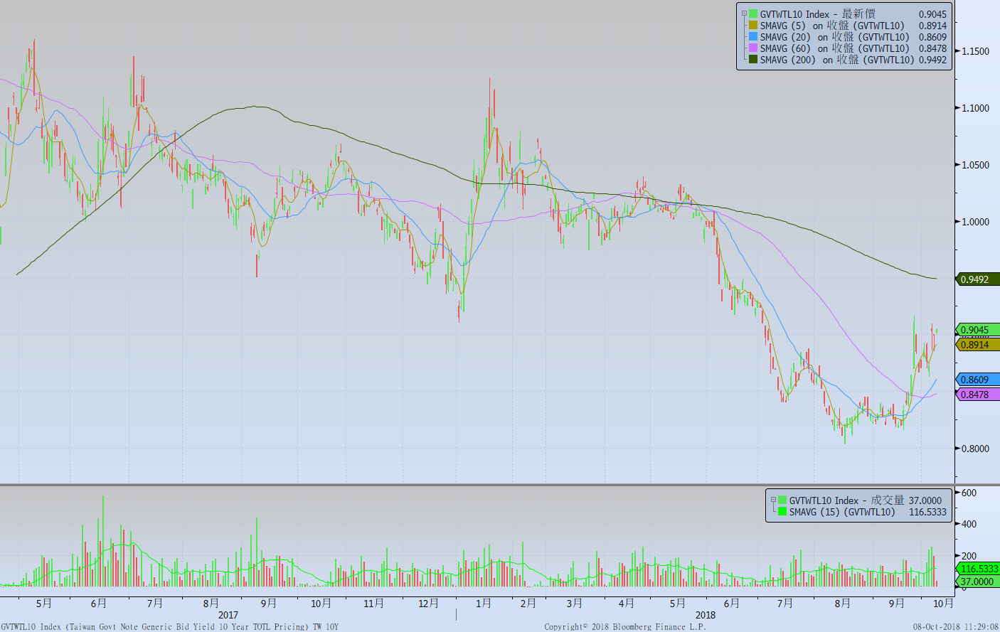 GVTWTL10 Index - 最新價 0.9045
SMAVG (5) on 收盤 (GVTWTL10) 0.8914
SMAVG (20) on 收盤 (GVTWTL10) 0.8609
SMAVG (60) on 收盤 (GVTWTL10) 0.8478
SMAVG (200) on 收盤 (GVTWTL10) 0.9492
1.1500
1.1000
1.0500
1.0000
0.9492
0.9045
0.8914
0.8609
0.8478
0.8000
GVTWTL10 Index - 成交量 37.0000
SMAVG (15) (GVTWTL10) 116.5333
600
400
200
116.5333
37.0000
0
5月 6月 7月 8月 9月 10月 11月 12月 1月 2月 3月 4月 5月 6月 7月 8月 9月 10月
2017 2018
GVTWTL10 Index (Taiwan Govt Note Generic Bid Yield 10 Year TOTL Pricing) TW 10Y Copyright© 2018 Bloomberg Finance L.P. 08-Oct-2018 11:29:08